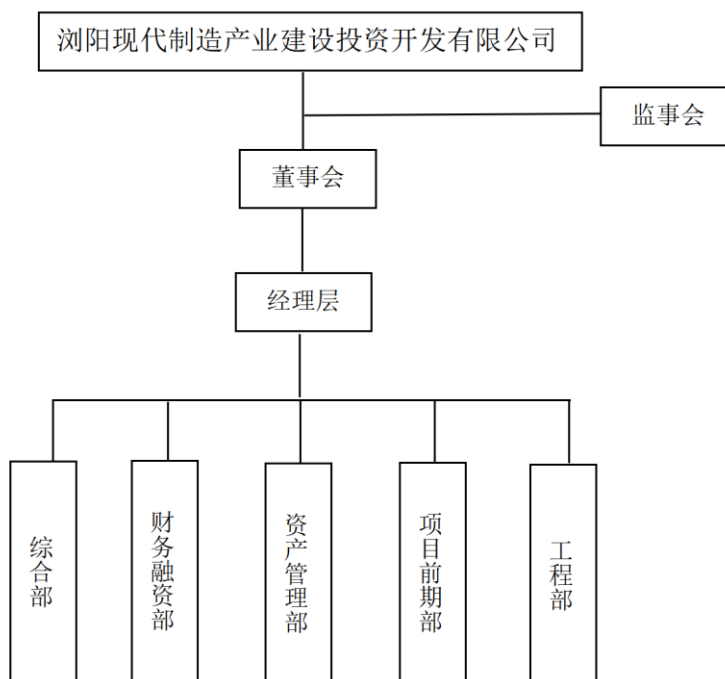 浏阳现代制造产业建设投资开发有限公司
监事会
董事会
经理层
综合部
财务融资部
资产管理部
项目前期部
工程部